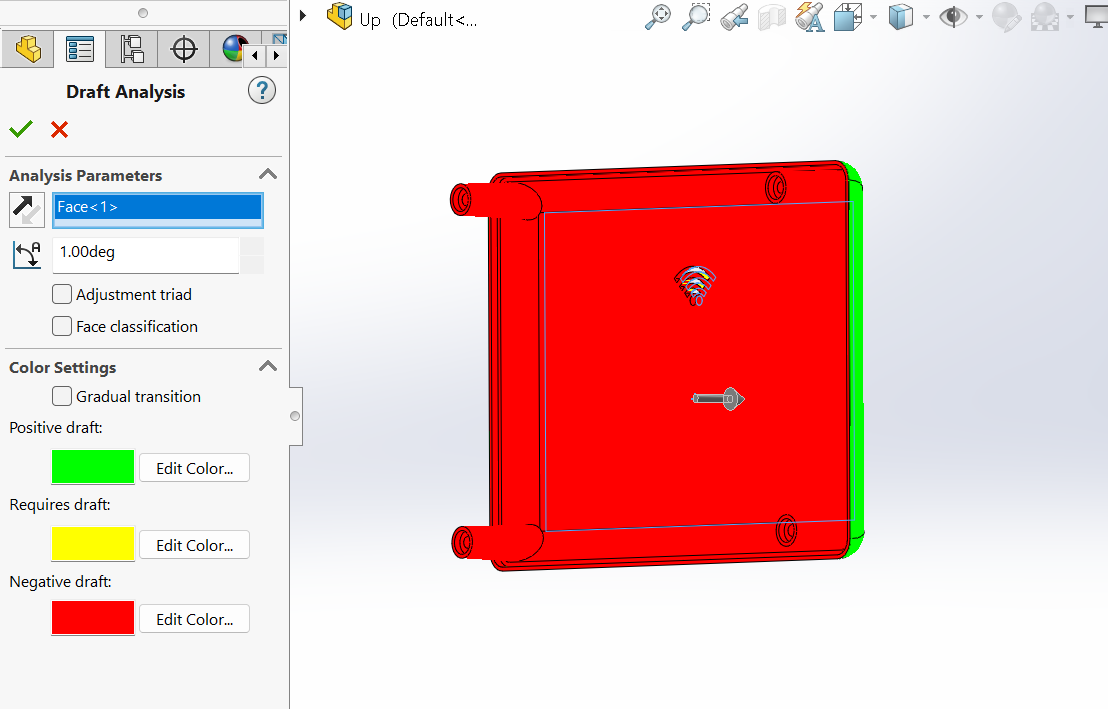 Up (Default<...
Draft Analysis
?
Analysis Parameters
Face<1>
1.00deg
Adjustment triad
Face classification
Color Settings
Gradual transition
Positive draft:
Edit Color...
Requires draft:
Edit Color...
Negative draft:
Edit Color...